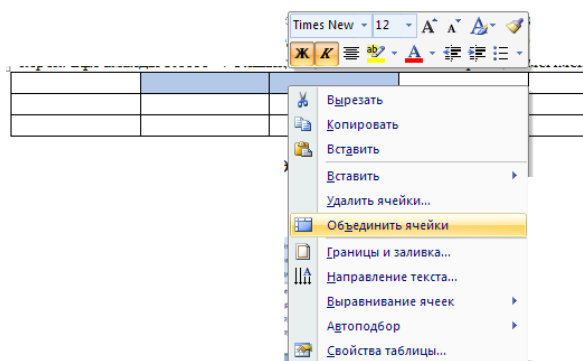 Times New 12
Ж К
Вырезать
Копировать
Вставить
Вставить
Удалить ячейки...
Объединить ячейки
Границы и заливка...
Направление текста...
Выравнивание ячеек
Автоподбор
Свойства таблицы...